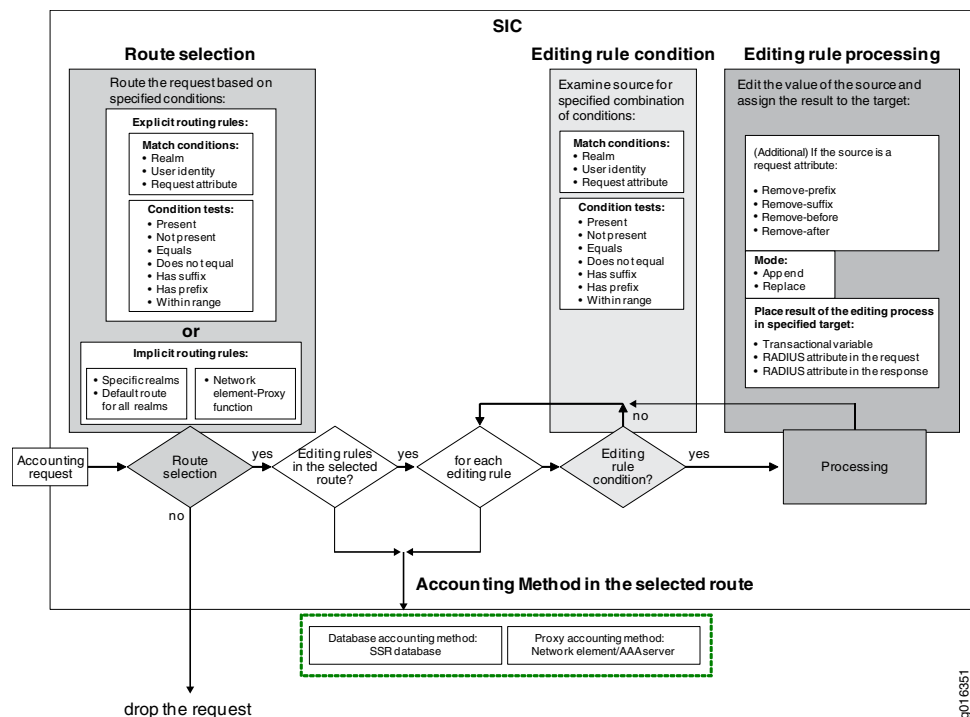 SIC
Route selection
Route the request based on
specified conditions:
Explicit routing rules:
Match conditions:
• Realm
• User identity
• Request attribute
Condition tests:
• Present
• Not present
• Equals
• Does not equal
• Has suffix
• Has prefix
• Within range
or
Implicit routing rules:
• Specific realms
• Default route
for all realms
• Network
element-Proxy
function
Editing rule condition
Examine source for
specified combination
of conditions:
Match conditions:
• Realm
• User identity
• Request attribute
Condition tests:
• Present
• Not present
• Equals
• Does not equal
• Has suffix
• Has prefix
• Within range
Editing rule processing
Edit the value of the source and
assign the result to the target:
(Additional) If the source is a
request attribute:
• Remove-prefix
• Remove-suffix
• Remove-before
• Remove-after
Mode:
• Append
• Replace
Place result of the editing process
in specified target:
• Transactional variable
• RADIUS attribute in the request
• RADIUS attribute in the response
Accounting
request
Route
selection
yes
no
Editing rules
in the selected
route?
yes
for each
editing rule
Editing
rule
condition?
no
yes
Processing
Accounting Method in the selected route
Database accounting method:
SSR database
Proxy accounting method:
Network element/AAA server
drop the request
g016351